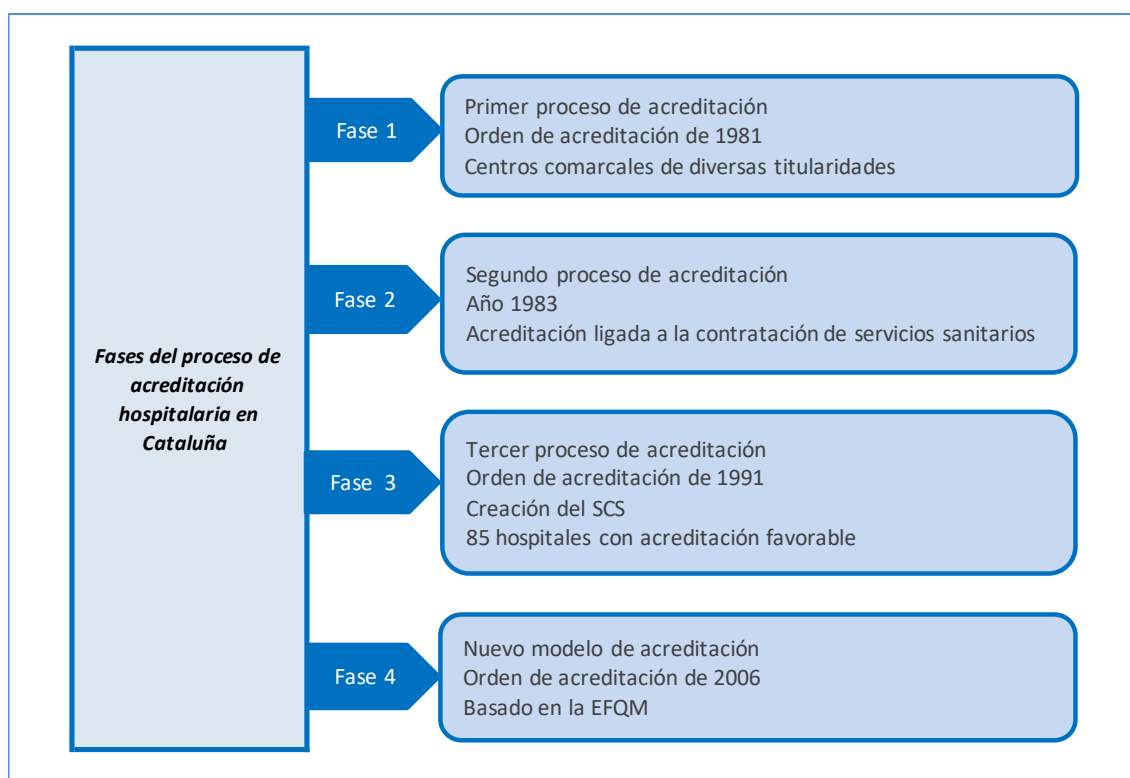 Fases del proceso de
acreditación
hospitalaria en
Cataluña
Fase 1
Primer proceso de acreditación
Orden de acreditación de 1981
Centros comarcales de diversas titularidades
Fase 2
Segundo proceso de acreditación
Año 1983
Acreditación ligada a la contratación de servicios sanitarios
Fase 3
Tercer proceso de acreditación
Orden de acreditación de 1991
Creación del SCS
85 hospitales con acreditación favorable
Fase 4
Nuevo modelo de acreditación
Orden de acreditación de 2006
Basado en la EFQM